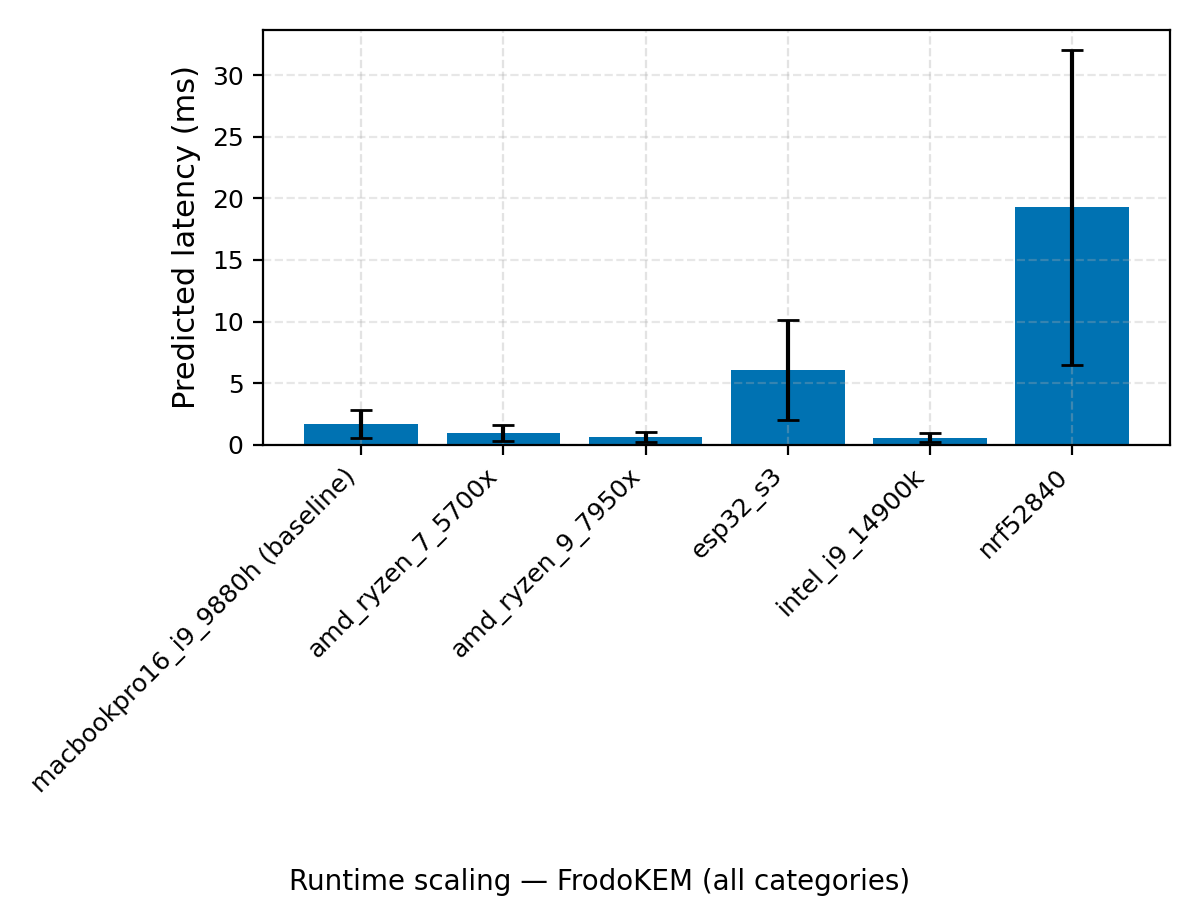 Predicted latency (ms)
30
25
20
15
10
5
0
macbookpro16_i9_9880h (baseline)
amd_ryzen_7_5700x
amd_ryzen_9_7950x
esp32_s3
intel_i9_14900k
nrf52840
Runtime scaling — FrodoKEM (all categories)